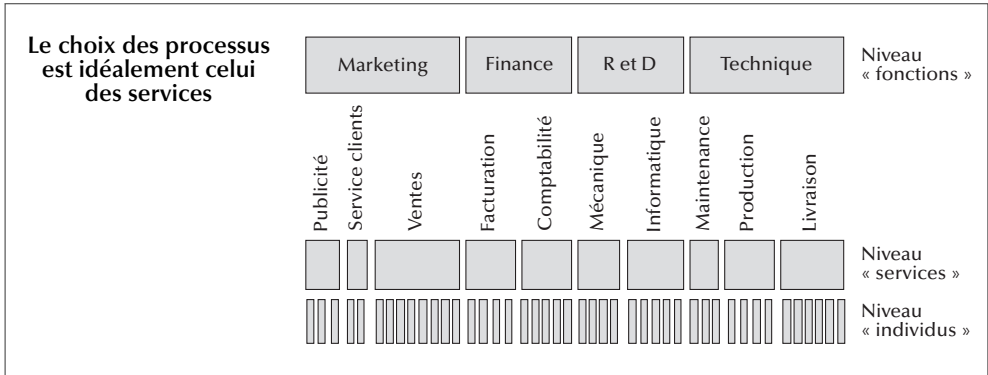 Le choix des processus
est idéalement celui
des services
Marketing
Finance
R et D
Technique
Niveau
« fonctions »
Publicité
Service clients
Ventes
Facturation
Comptabilité
Mécanique
Informatique
Maintenance
Production
Livraison
Niveau
« services »
Niveau
« individus »